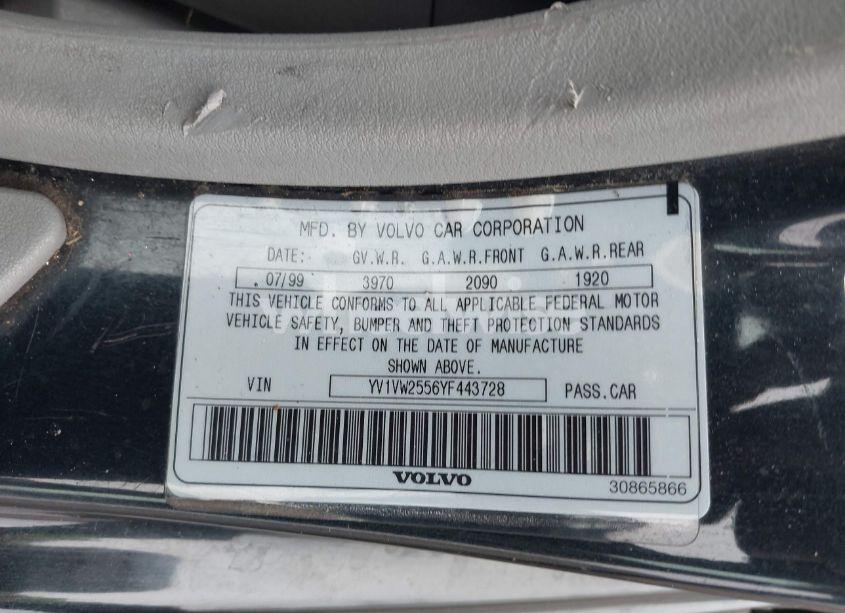 MFD. BY VOLVO CAR CORPORATION
DATE: GV.W.R. G.A.W.R.FRONT G.A.W.R.REAR
07/99 3970 2090 1920
THIS VEHICLE CONFORMS TO ALL APPLICABLE FEDERAL MOTOR
VEHICLE SAFETY, BUMPER AND THEFT PROTECTION STANDARDS
IN EFFECT ON THE DATE OF MANUFACTURE
SHOWN ABOVE.
VIN YV1VW2556YF443728 PASS.CAR
VOLVO
30865866